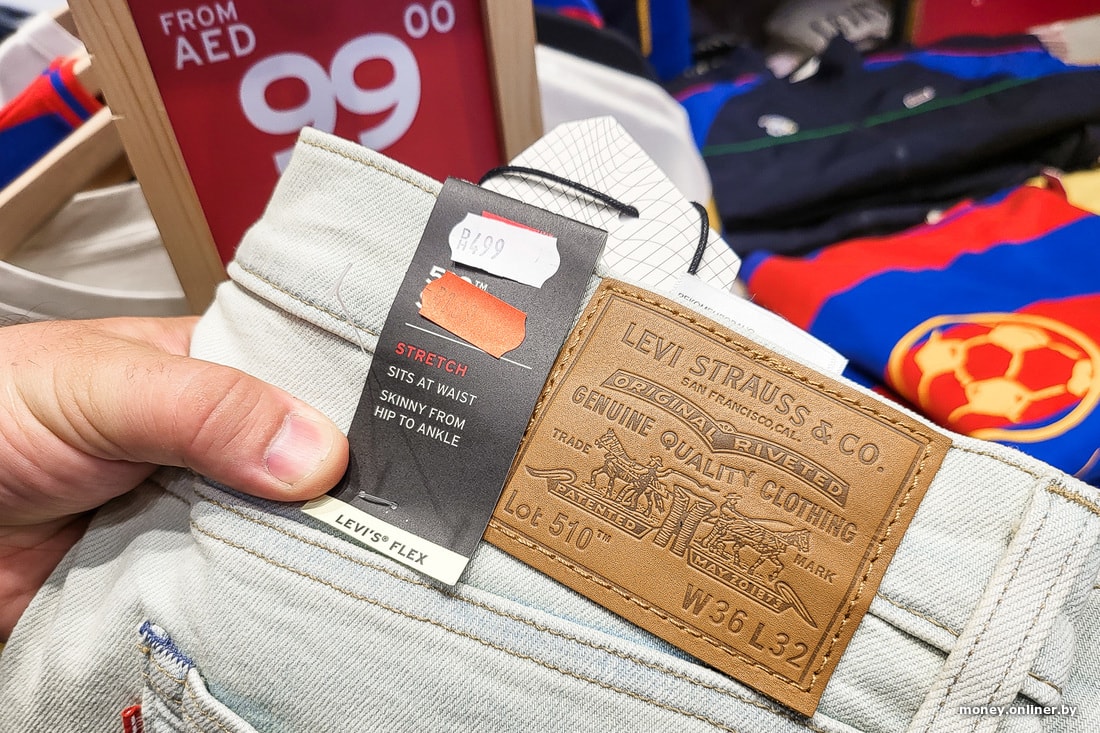 FROM
AED
99
00
R499
STRETCH
SITS AT WAIST
SKINNY FROM
HIP TO ANKLE
LEVI'S® FLEX
LEVI STRAUSS & CO.
SAN FRANCISCO, CAL.
ORIGINAL RIVETED
GENUINE QUALITY CLOTHING
TRADE MARK
PATENTED MAY 20 1873
Lot 510™
W36 L32
money.onliner.by